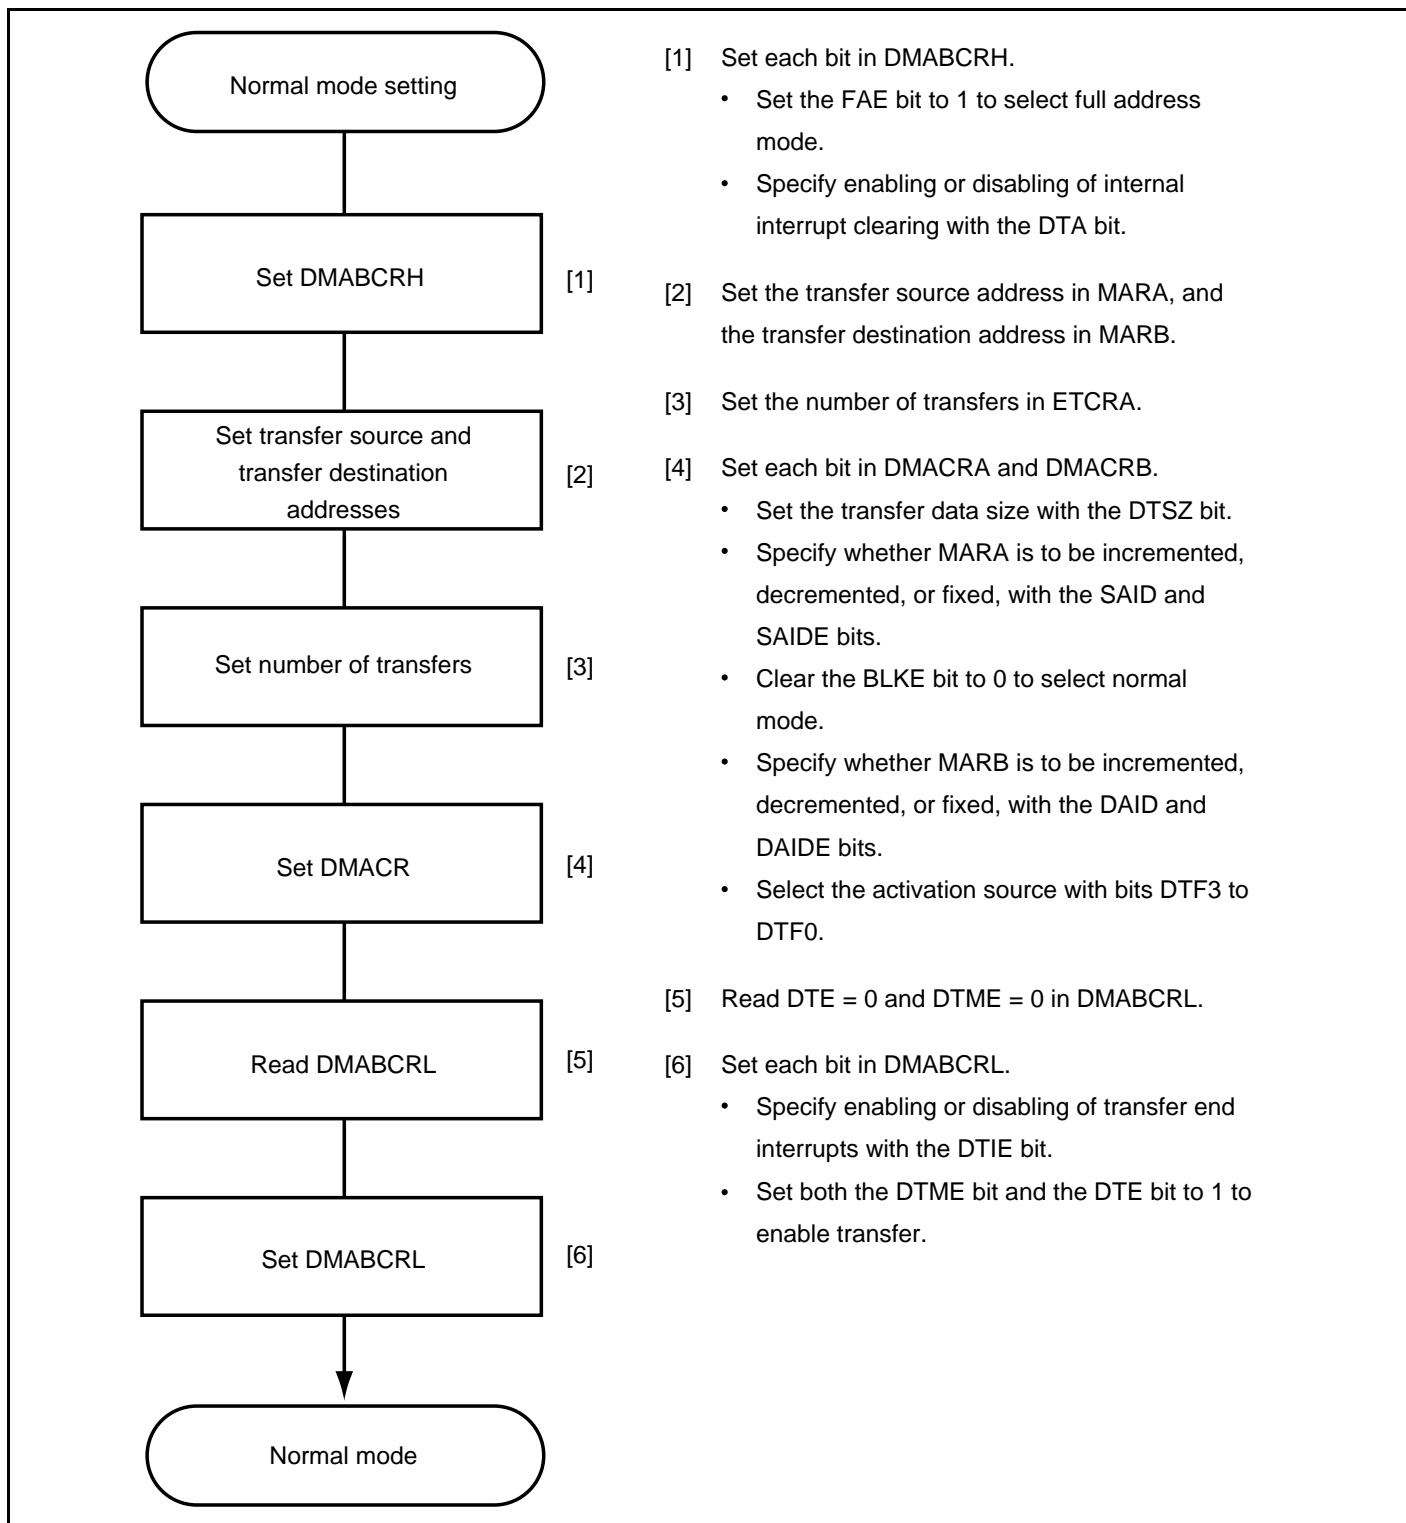 Normal mode setting
Set DMABCRH
[1]
Set transfer source and
transfer destination
addresses
[2]
Set number of transfers
[3]
Set DMACR
[4]
Read DMABCRL
[5]
Set DMABCRL
[6]
Normal mode
[1] Set each bit in DMABCRH.
• Set the FAE bit to 1 to select full address
mode.
• Specify enabling or disabling of internal
interrupt clearing with the DTA bit.
[2] Set the transfer source address in MARA, and
the transfer destination address in MARB.
[3] Set the number of transfers in ETCRA.
[4] Set each bit in DMACRA and DMACRB.
• Set the transfer data size with the DTSZ bit.
• Specify whether MARA is to be incremented,
decremented, or fixed, with the SAID and
SAIDE bits.
• Clear the BLKE bit to 0 to select normal
mode.
• Specify whether MARB is to be incremented,
decremented, or fixed, with the DAID and
DAIDE bits.
• Select the activation source with bits DTF3 to
DTF0.
[5] Read DTE = 0 and DTME = 0 in DMABCRL.
[6] Set each bit in DMABCRL.
• Specify enabling or disabling of transfer end
interrupts with the DTIE bit.
• Set both the DTME bit and the DTE bit to 1 to
enable transfer.